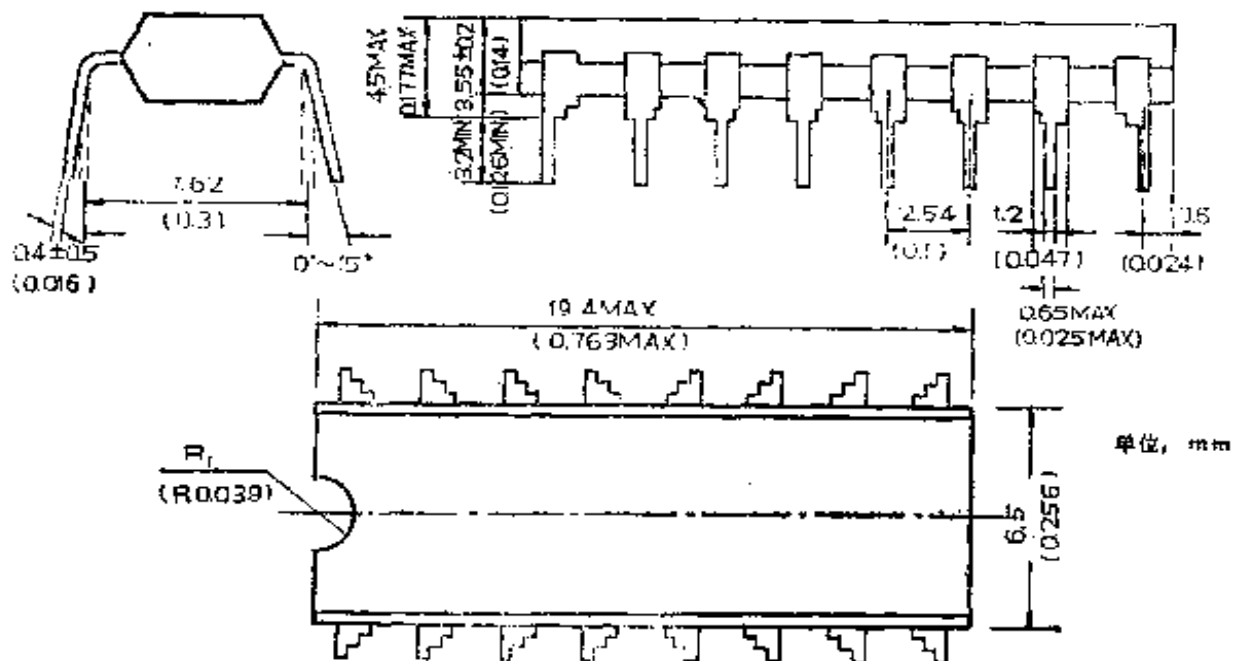 4.5MAX
0.177MAX
3.55±0.2
(0.14)
3.2MIN
(0.126MIN)
7.62
(0.3)
0.4±0.5
(0.016)
0°~15°
2.54
(0.1)
1.2
(0.047)
0.6
(0.024)
0.65MAX
(0.025MAX)
19.4MAX
(0.763MAX)
R1
(R0.039)
6.5
(0.256)
单位, mm